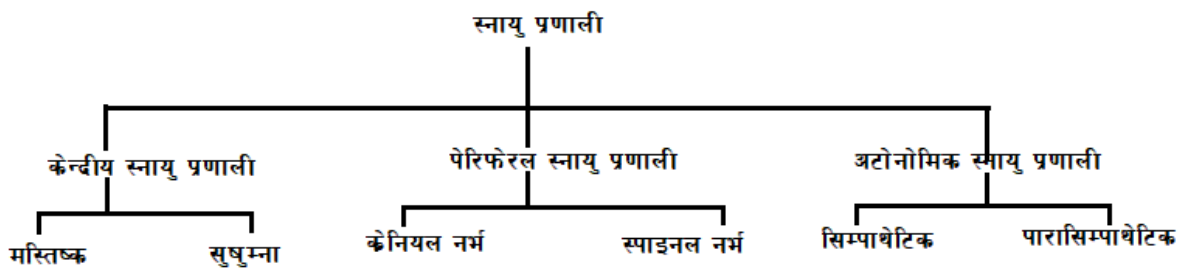 स्नायु प्रणाली
केन्दीय स्नायु प्रणाली
पेरिफेरल स्नायु प्रणाली
अटोनोमिक स्नायु प्रणाली
मस्तिष्क
सुषुम्ना
केनियल नर्भ
स्पाइनल नर्भ
सिम्पाथेटिक
पारासिम्पाथेटिक